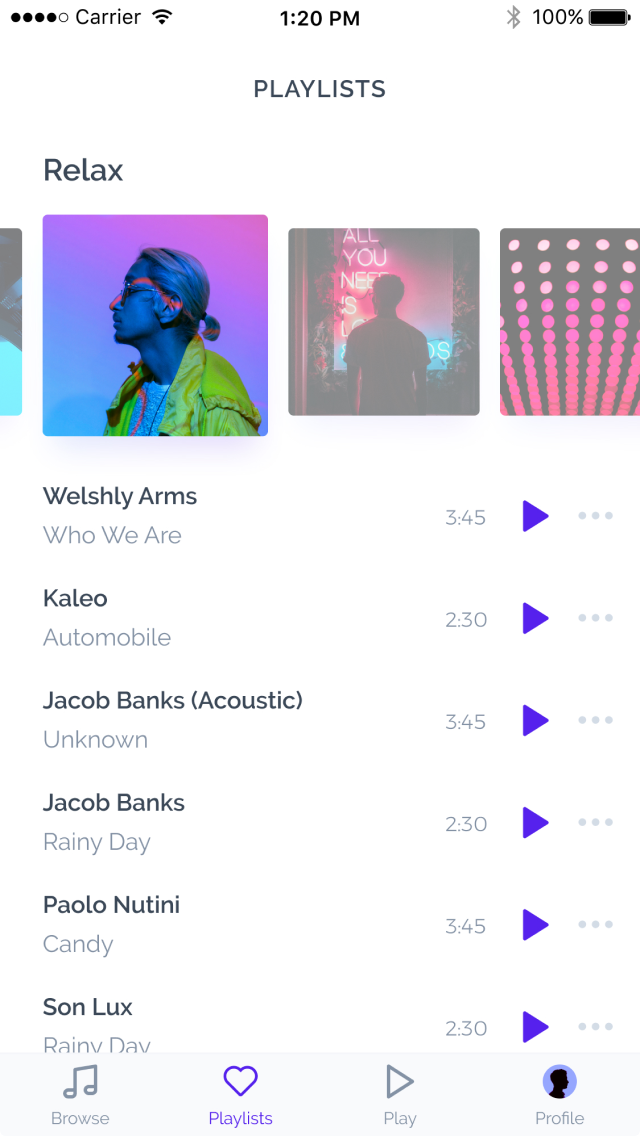 Carrier 1:20 PM 100%
PLAYLISTS
Relax
ALL
YOU
IS
Welshly Arms
Who We Are
3:45
Kaleo
Automobile
2:30
Jacob Banks (Acoustic)
Unknown
3:45
Jacob Banks
Rainy Day
2:30
Paolo Nutini
Candy
3:45
Son Lux
Rainy Day
2:30
Browse Playlists Play Profile